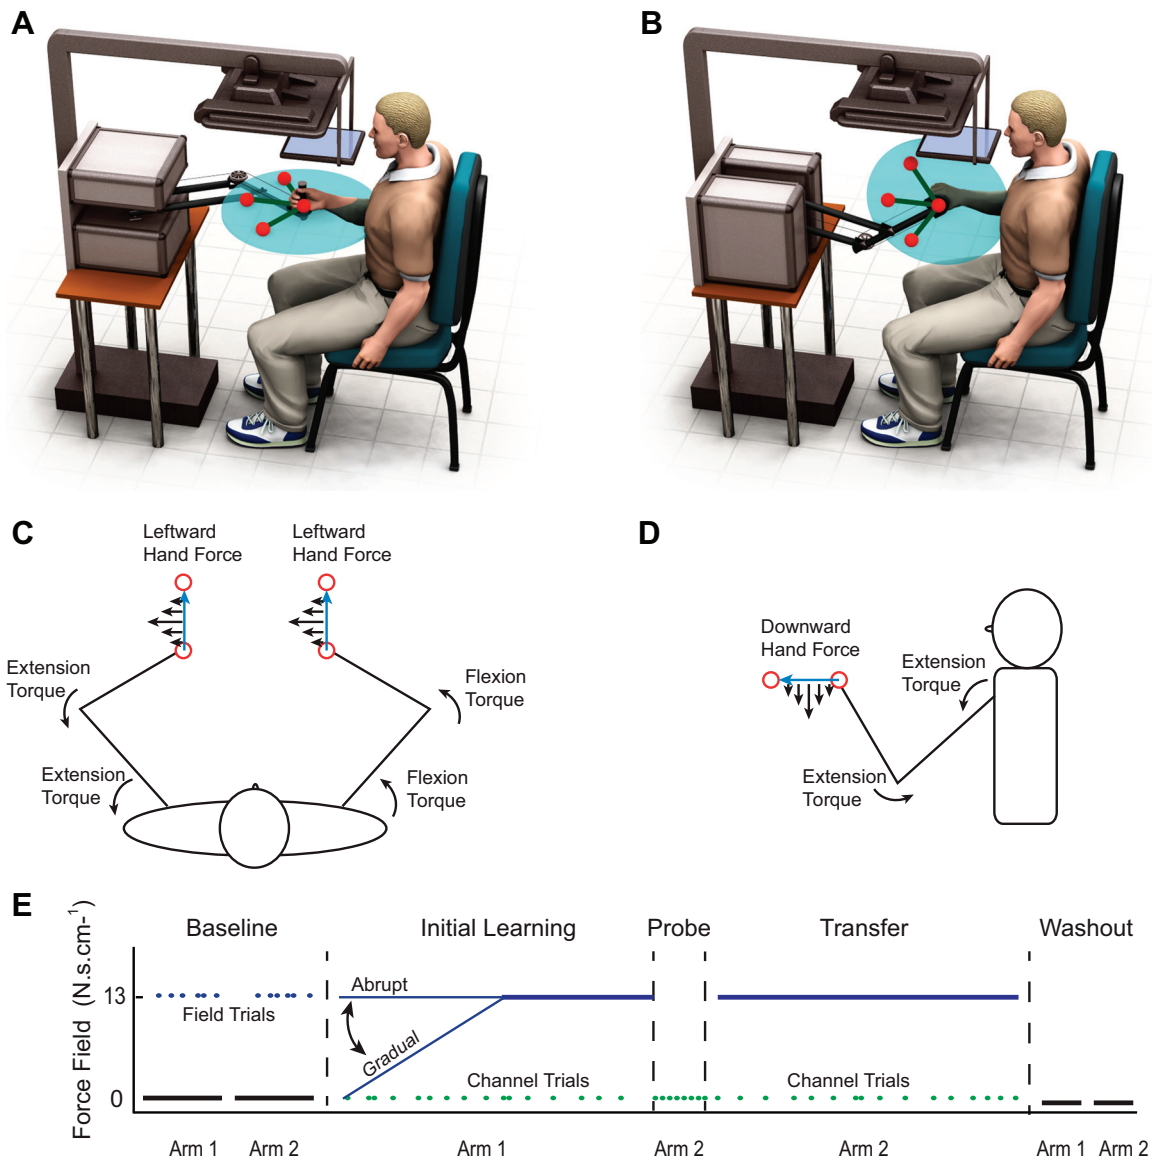 A
B
C
Leftward
Hand Force
Leftward
Hand Force
Extension
Torque
Flexion
Torque
Extension
Torque
Flexion
Torque
D
Downward
Hand Force
Extension
Torque
Extension
Torque
E
Force Field (N.s.cm-1)
Baseline
Initial Learning
Probe
Transfer
Washout
13
Field Trials
Abrupt
Gradual
Channel Trials
Channel Trials
0
Arm 1
Arm 2
Arm 1
Arm 2
Arm 2
Arm 1
Arm 2